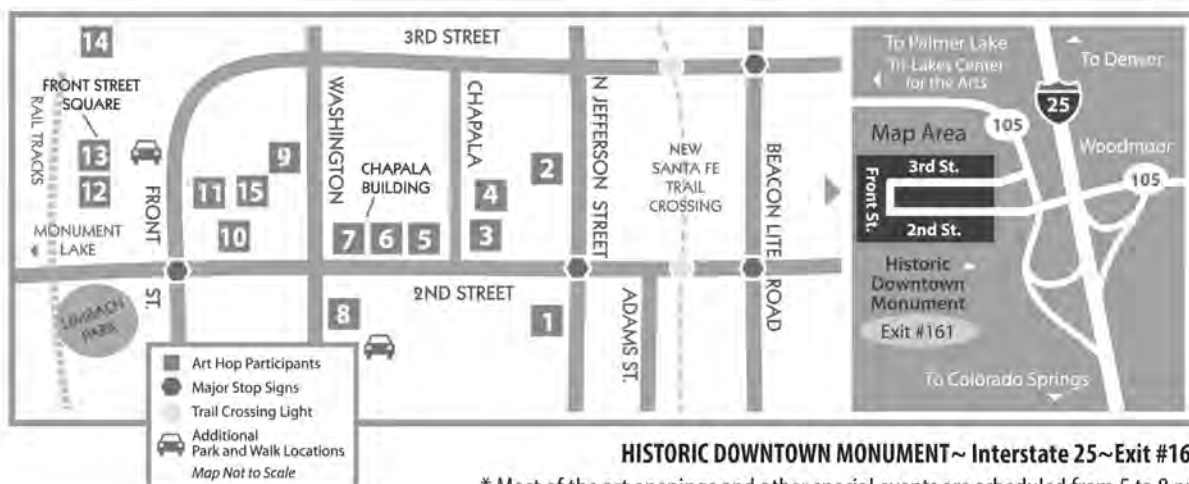 14
FRONT STREET
SQUARE
RAIL TRACKS
13
12
MONUMENT
LAKE
LIMBACH
PARK
FRONT
ST.
3RD STREET
WASHINGTON
9
11
15
10
CHAPALA
BUILDING
7
6
5
CHAPALA
4
3
2
N JEFFERSON STREET
NEW
SANTA FE
TRAIL
CROSSING
BEACON LITE ROAD
2ND STREET
8
1
ADAMS ST.
Art Hop Participants
Major Stop Signs
Trail Crossing Light
Additional
Park and Walk Locations
Map Not to Scale
To Palmer Lake
Tri-Lakes Center
for the Arts
To Denver
25
105
Map Area
Woodmoor
3rd St.
105
Front St.
2nd St.
Historic
Downtown
Monument
Exit #161
To Colorado Springs
HISTORIC DOWNTOWN MONUMENT~ Interstate 25~Exit #16
* Most of the art openings and other special events are scheduled from 5 to 8 p